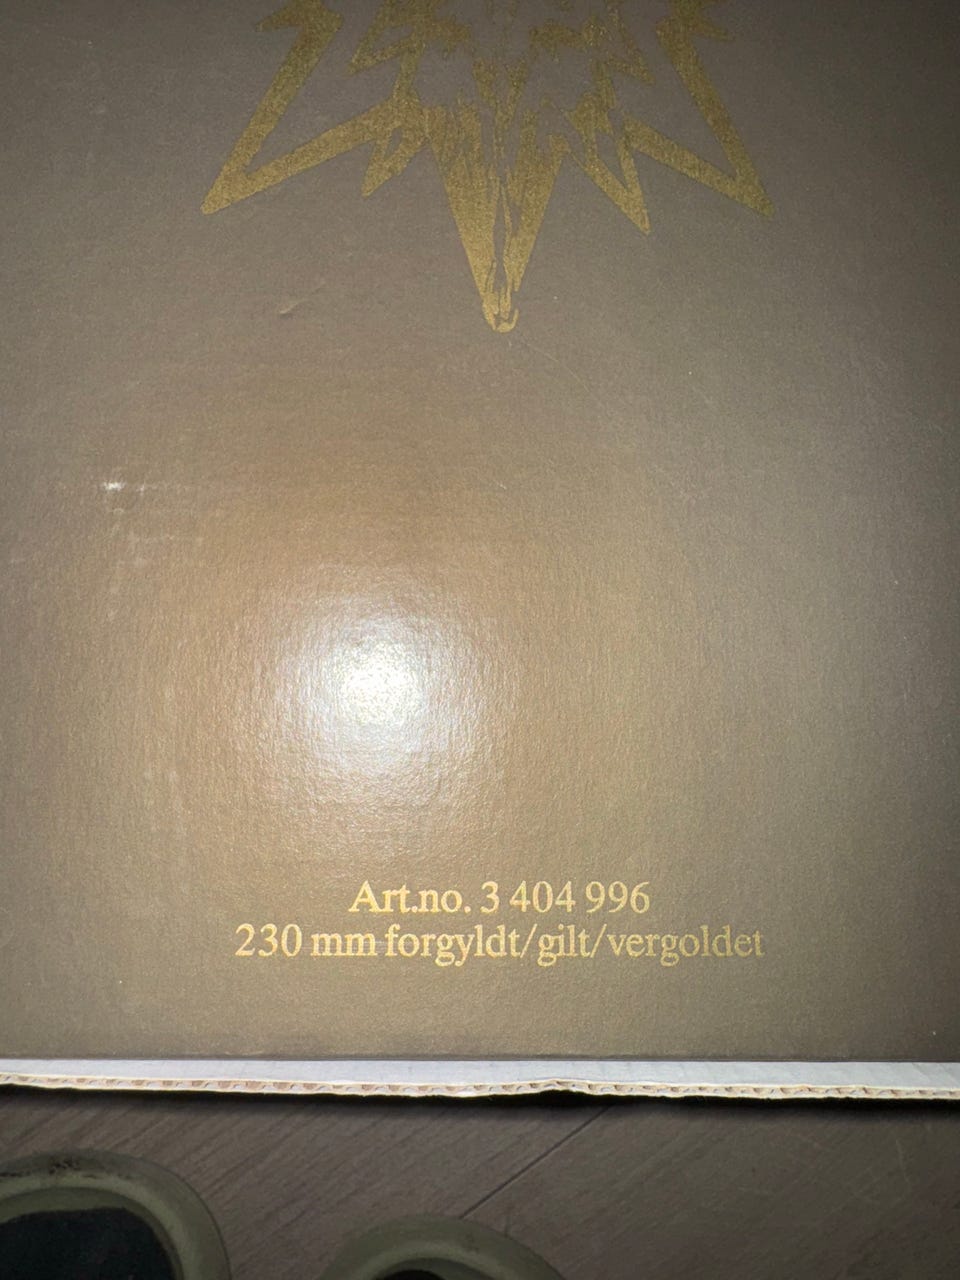 Art.no. 3 404 996
230 mm forgyldt/gilt/vergoldet